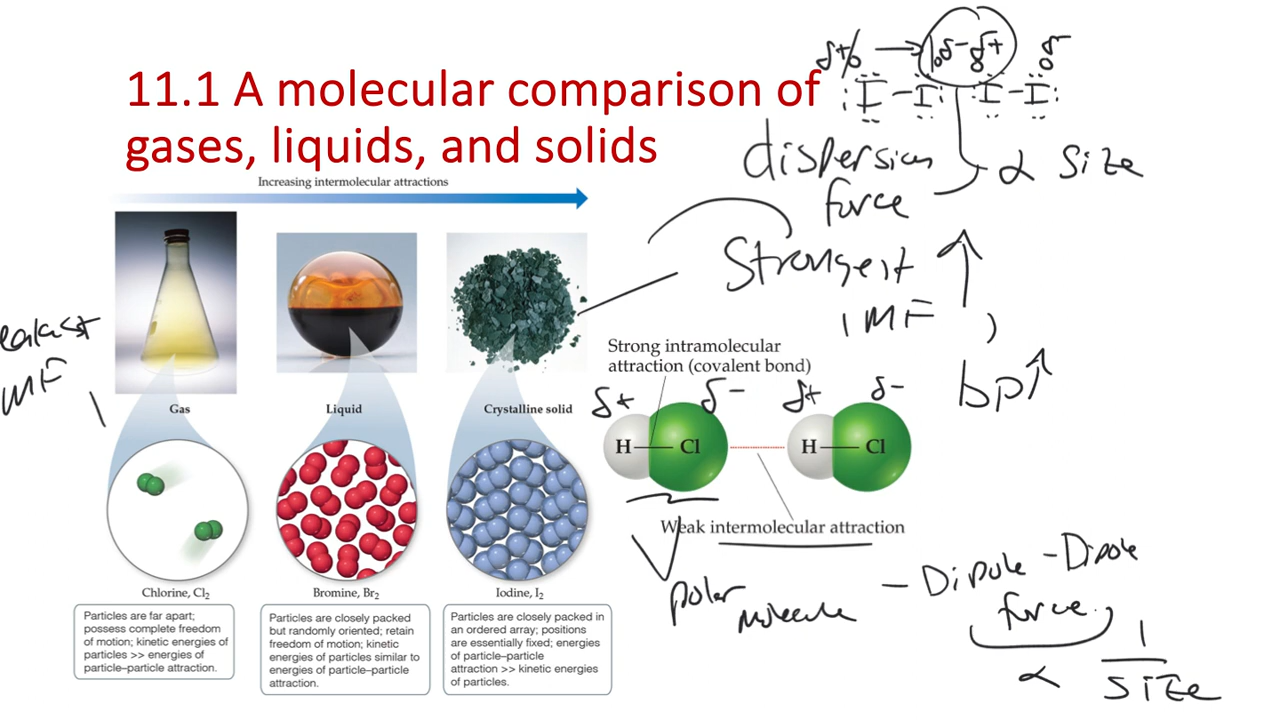 11.1 A molecular comparison of
gases, liquids, and solids
Increasing intermolecular attractions
Gas
Liquid
Crystalline solid
Chlorine, Cl₂
Particles are far apart;
possess complete freedom
of motion; kinetic energies of
particles >> energies of
particle–particle attraction.
Bromine, Br₂
Particles are closely packed
but randomly oriented; retain
freedom of motion; kinetic
energies of particles similar to
energies of particle–particle
attraction.
Iodine, I₂
Particles are closely packed in
an ordered array; positions
are essentially fixed; energies
of particle–particle
attraction >> kinetic energies
of particles.
δ+ δ- δ+ δ-
I – I I – I
dispersion
force
α size
Strongest
IMF ↑,
bp↑
eakest
IMF
Strong intramolecular
attraction (covalent bond)
δ+ δ- δ+ δ-
H Cl H Cl
Weak intermolecular attraction
polar
molecule
– Dipole - Dipole
force
α 1
SIZE